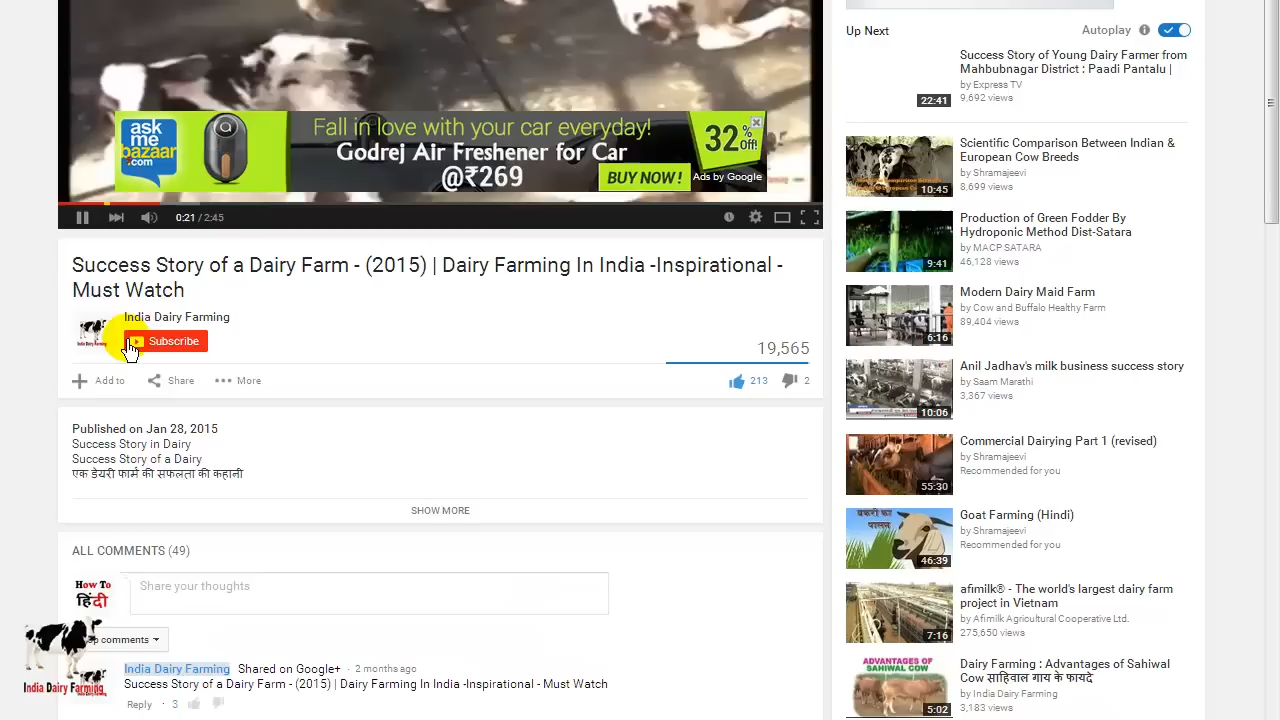 ask
me
bazaar
.com
Fall in love with your car everyday!
Godrej Air Freshener for Car
@₹269
32%
Off!
BUY NOW!
Ads by Google
0:21 / 2:45
Success Story of a Dairy Farm - (2015) | Dairy Farming In India -Inspirational -
Must Watch
India Dairy Farming
Subscribe
19,565
Add to
Share
More
213
2
Published on Jan 28, 2015
Success Story in Dairy
Success Story of a Dairy
एक डेयरी फार्म की सफलता की कहानी
SHOW MORE
ALL COMMENTS (49)
How To
हिंदी
Share your thoughts
comments
India Dairy Farming Shared on Google+ · 2 months ago
Success Story of a Dairy Farm - (2015) | Dairy Farming In India -Inspirational - Must Watch
Reply · 3
India Dairy Farming
Up Next
Autoplay
Success Story of Young Dairy Farmer from
Mahbubnagar District : Paadi Pantalu |
by Express TV
9,692 views
22:41
Scientific Comparison Between Indian &
European Cow Breeds
by Shramajeevi
8,699 views
10:45
Production of Green Fodder By
Hydroponic Method Dist-Satara
by MACP SATARA
46,128 views
9:41
Modern Dairy Maid Farm
by Cow and Buffalo Healthy Farm
89,404 views
6:16
Anil Jadhav's milk business success story
by Saam Marathi
3,367 views
10:06
Commercial Dairying Part 1 (revised)
by Shramajeevi
Recommended for you
55:30
बकरी का
पालन
Goat Farming (Hindi)
by Shramajeevi
Recommended for you
46:39
afimilk® - The world's largest dairy farm
project in Vietnam
by Afimilk Agricultural Cooperative Ltd.
275,650 views
7:16
ADVANTAGES OF
SAHIWAL COW
Dairy Farming : Advantages of Sahiwal
Cow साहिवाल गाय के फायदे
by India Dairy Farming
3,183 views
5:02